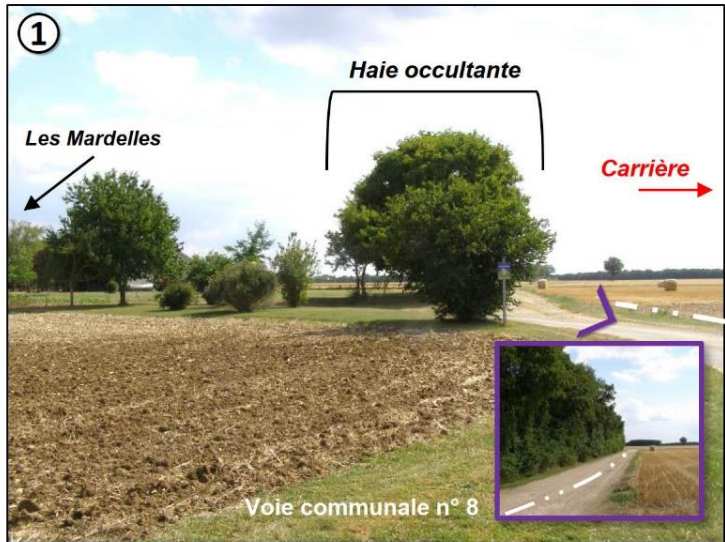 1
Haie occultante
Les Mardelles
Carrière
Voie communale n° 8